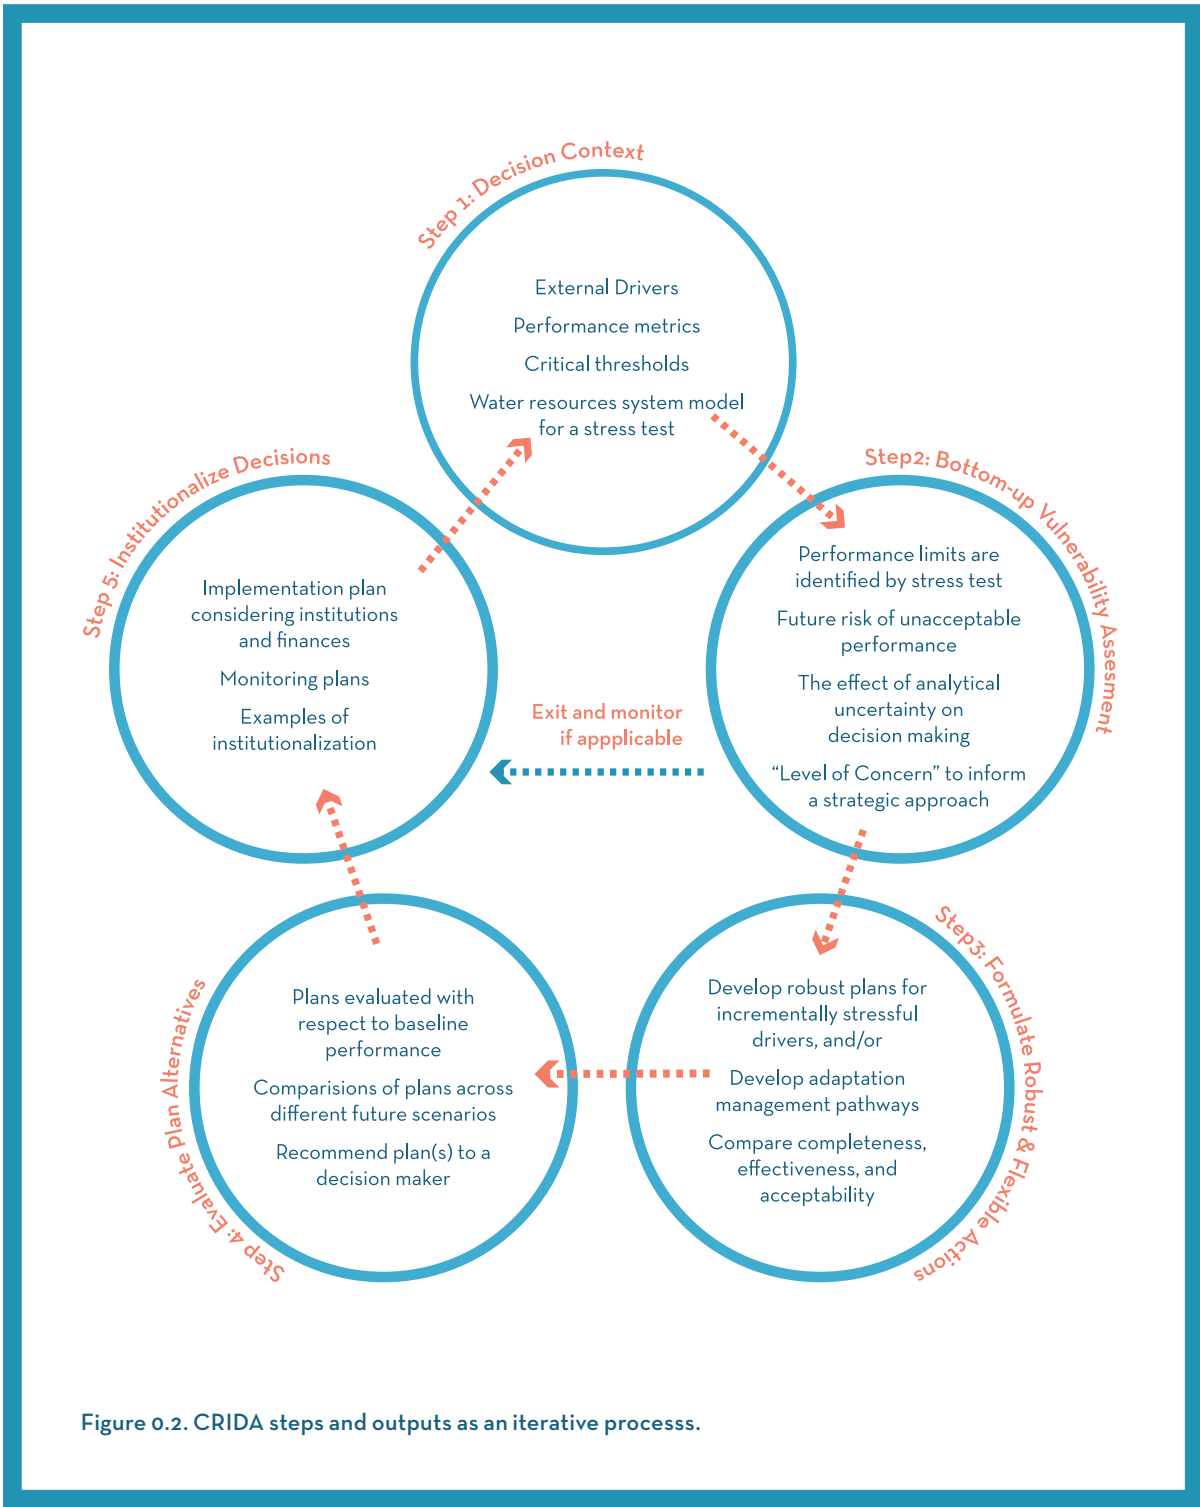 Step 1: Decision Context
External Drivers
Performance metrics
Critical thresholds
Water resources system model
for a stress test
Step2: Bottom-up Vulnerability Assesment
Performance limits are
identified by stress test
Future risk of unacceptable
performance
The effect of analytical
uncertainty on
decision making
“Level of Concern” to inform
a strategic approach
Step3: Formulate Robust & Flexible Actions
Develop robust plans for
incrementally stressful
drivers, and/or
Develop adaptation
management pathways
Compare completeness,
effectiveness, and
acceptability
Step 4: Evaluate Plan Alternatives
Plans evaluated with
respect to baseline
performance
Comparisions of plans across
different future scenarios
Recommend plan(s) to a
decision maker
Step 5: Institutionalize Decisions
Implementation plan
considering institutions
and finances
Monitoring plans
Examples of
institutionalization
Exit and monitor
if appplicable
Figure 0.2. CRIDA steps and outputs as an iterative processs.